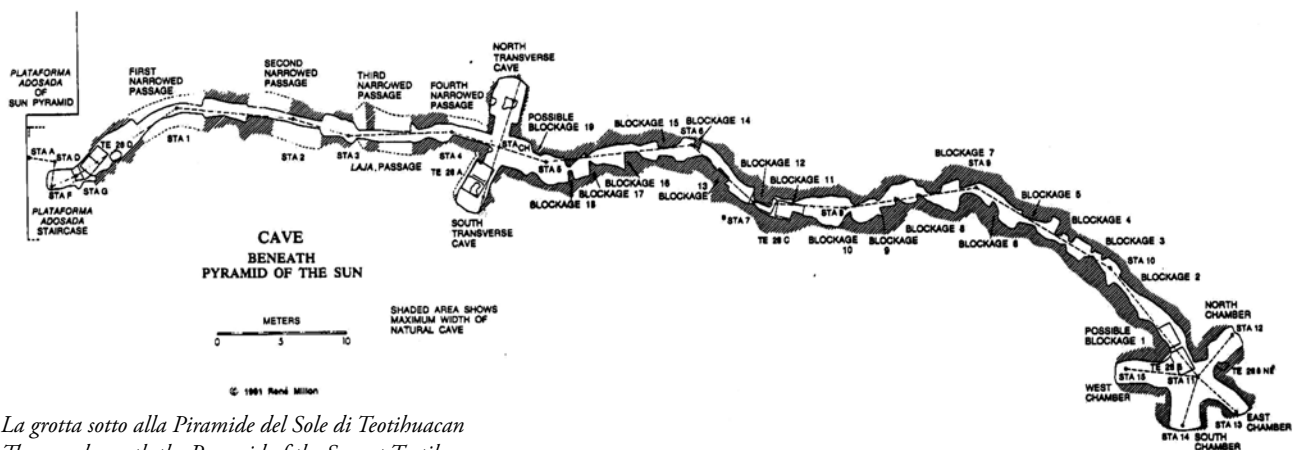 PLATAFORMA
ADOSADA
OF
SUN PYRAMID
FIRST
NARROWED
PASSAGE
SECOND
NARROWED
PASSAGE
THIRD
NARROWED
PASSAGE
FOURTH
NARROWED
PASSAGE
NORTH
TRANSVERSE
CAVE
POSSIBLE
BLOCKAGE 19
BLOCKAGE 15
STA 6
BLOCKAGE 14
BLOCKAGE 12
BLOCKAGE 11
BLOCKAGE 7
STA 9
BLOCKAGE 5
BLOCKAGE 4
BLOCKAGE 3
STA 10
BLOCKAGE 2
NORTH
CHAMBER
STA 12
STA A
STA D
TE 28 D
STA F
STA G
STA 1
STA 2
STA 3
LAJA PASSAGE
STA 4
TE 28 A
STA CH
STA 5
BLOCKAGE 18
BLOCKAGE 17
BLOCKAGE 16
13
BLOCKAGE
STA 7
TE 28 C
STA 8
BLOCKAGE
10
BLOCKAGE
9
BLOCKAGE 8
BLOCKAGE 6
PLATAFORMA
ADOSADA
STAIRCASE
SOUTH
TRANSVERSE
CAVE
POSSIBLE
BLOCKAGE 1
TE 28 B
STA 11
STA 15
WEST
CHAMBER
EAST
CHAMBER
STA 13
STA 14
SOUTH
CHAMBER
CAVE
BENEATH
PYRAMID OF THE SUN
METERS
0 5 10
SHADED AREA SHOWS
MAXIMUM WIDTH OF
NATURAL CAVE
© 1991 René Millon
La grotta sotto alla Piramide del Sole di Teotihuacan